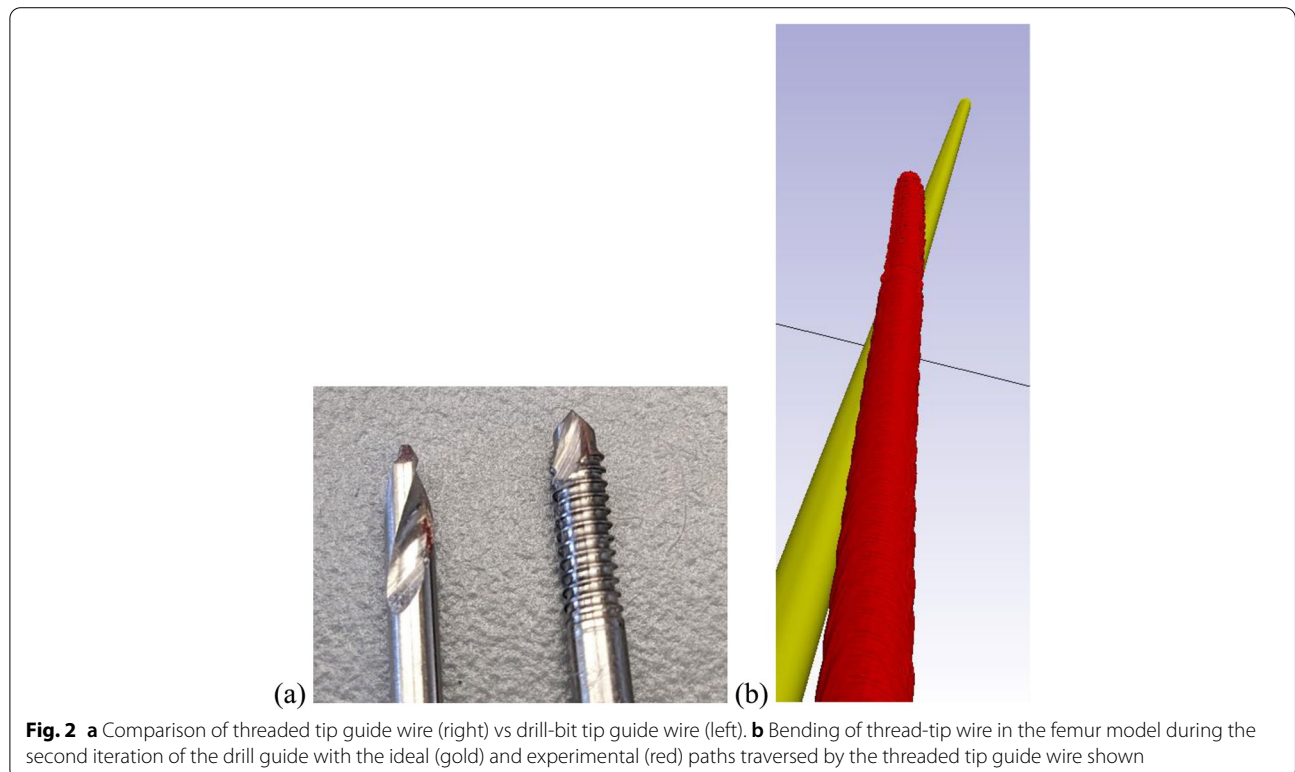 (a)
(b)
Fig. 2 a Comparison of threaded tip guide wire (right) vs drill-bit tip guide wire (left). b Bending of thread-tip wire in the femur model during the
second iteration of the drill guide with the ideal (gold) and experimental (red) paths traversed by the threaded tip guide wire shown